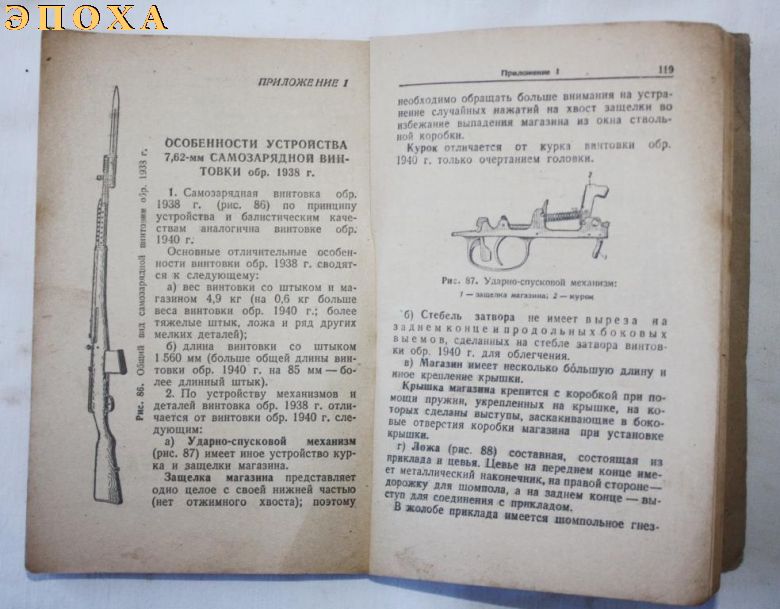 ЭПОХА
ПРИЛОЖЕНИЕ I
ОСОБЕННОСТИ УСТРОЙСТВА
7,62-мм САМОЗАРЯДНОЙ ВИН-
ТОВКИ обр. 1938 г.
1. Самозарядная винтовка обр.
1938 г. (рис. 86) по принципу
устройства и балистическим каче-
ствам аналогична винтовке обр.
1940 г.
Основные отличительные особен-
ности винтовки обр. 1938 г. сводят-
ся к следующему:
а) вес винтовки со штыком и ма-
газином 4,9 кг (на 0,6 кг больше
веса винтовки обр. 1940 г.; более
тяжелые штык, ложа и ряд других
мелких деталей);
б) длина винтовки со штыком
1 560 мм (больше общей длины вин-
товки обр. 1940 г. на 85 мм — бо-
лее длинный штык).
2. По устройству механизмов и
деталей винтовка обр. 1938 г. отли-
чается от винтовки обр. 1940 г. сле-
дующим:
а) Ударно-спусковой механизм
(рис. 87) имеет иное устройство кур-
ка и защелки магазина.
Защелка магазина представляет
одно целое с своей нижней частью
(нет отжимного хвоста); поэтому
Рис. 86. Общий вид самозарядной винтовки обр. 1938 г.
Приложение I
119
необходимо обращать больше внимания на устра-
нение случайных нажатий на хвост защелки во
избежание выпадения магазина из окна стволь-
ной коробки.
Курок отличается от курка винтовки обр.
1940 г. только очертанием головки.
Рис. 87. Ударно-спусковой механизм:
1 — защелка магазина; 2 — курок
б) Стебель затвора не имеет выреза на
заднем конце и продольных боковых
выемов, сделанных на стебле затвора винтов-
ки обр. 1940 г. для облегчения.
в) Магазин имеет несколько бо́льшую длину и
иное крепление крышки.
Крышка магазина крепится с коробкой при по-
мощи пружин, укрепленных на крышке, на ко-
торых сделаны выступы, заскакивающие в боко-
вые отверстия коробки магазина при установке
крышки.
г) Ложа (рис. 88) составная, состоящая из
приклада и цевья. Цевье на переднем конце име-
ет металлический наконечник, на правой стороне —
дорожку для шомпола, а на заднем конце — вы-
ступ для соединения с прикладом.
В жолобе приклада имеется шомпольное гнез-